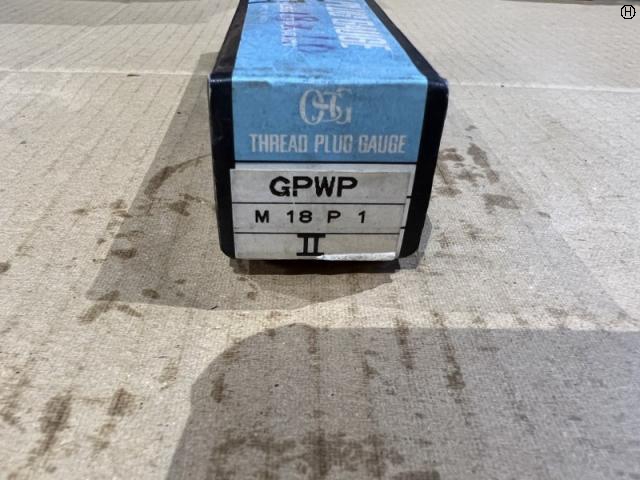 OSG
THREAD PLUG GAUGE
GPWP
M 18 P 1
II
H